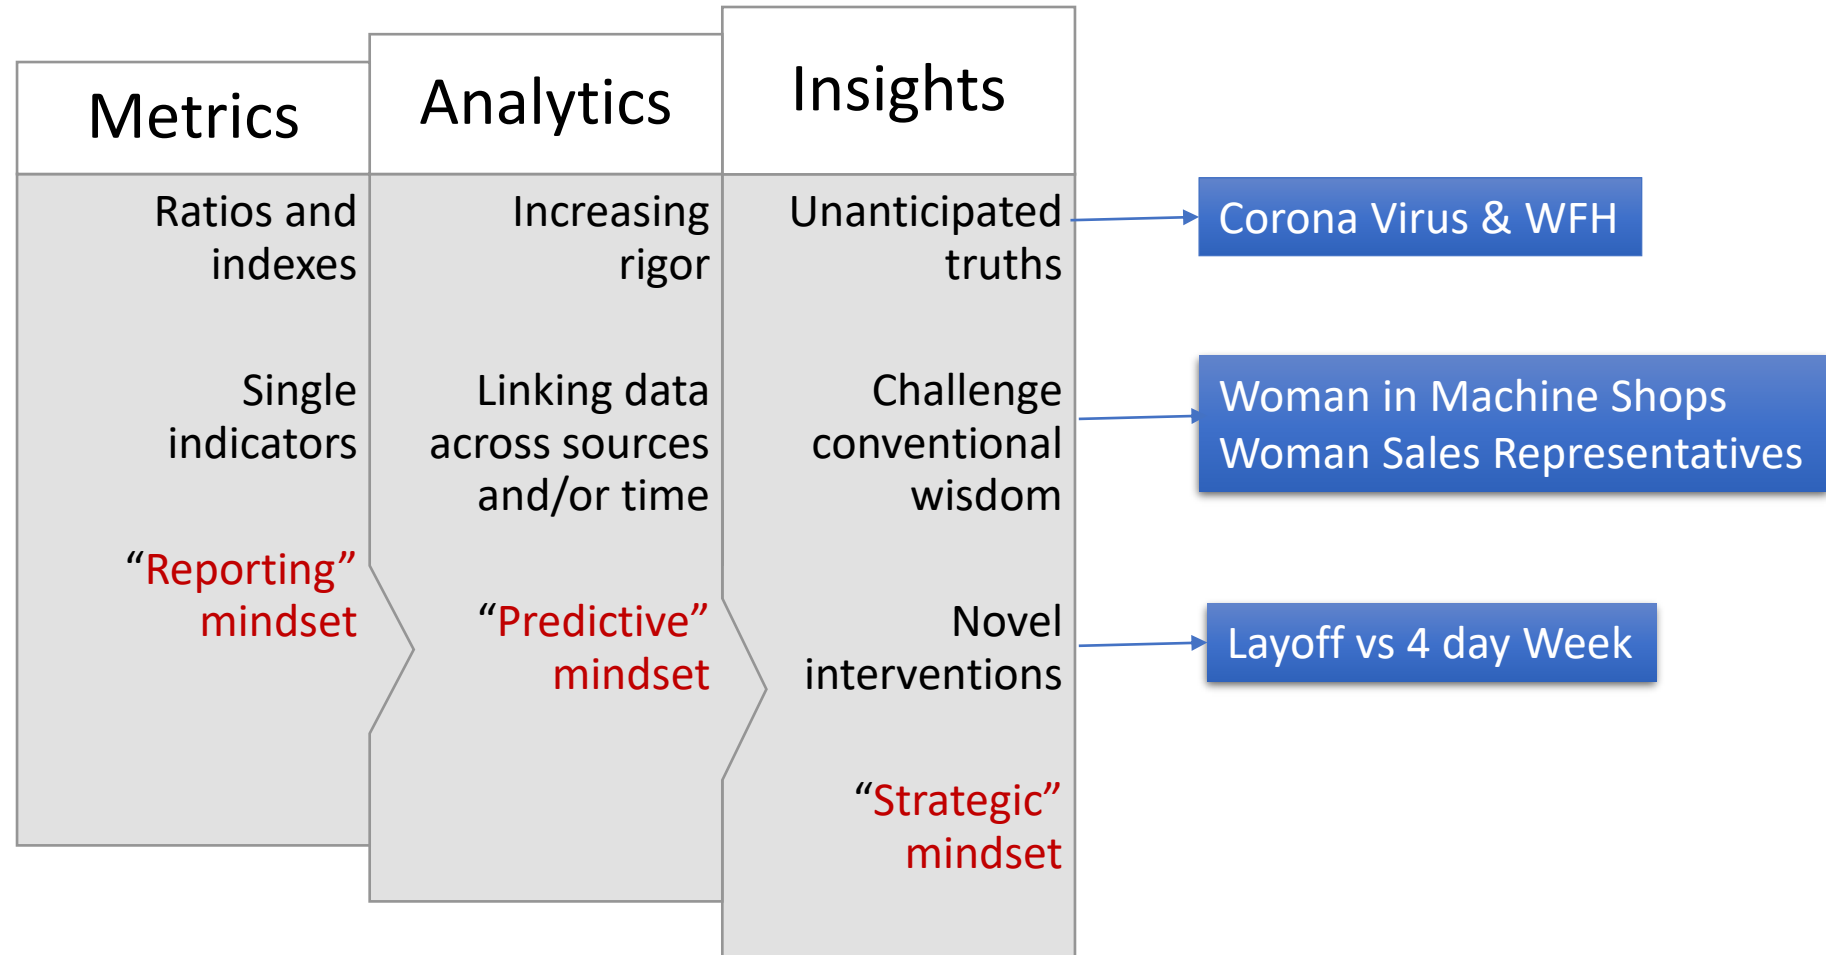 Metrics
Ratios and
indexes
Single
indicators
“Reporting”
mindset
Analytics
Increasing
rigor
Linking data
across sources
and/or time
“Predictive”
mindset
Insights
Unanticipated
truths
Challenge
conventional
wisdom
Novel
interventions
“Strategic”
mindset
Corona Virus & WFH
Woman in Machine Shops
Woman Sales Representatives
Layoff vs 4 day Week